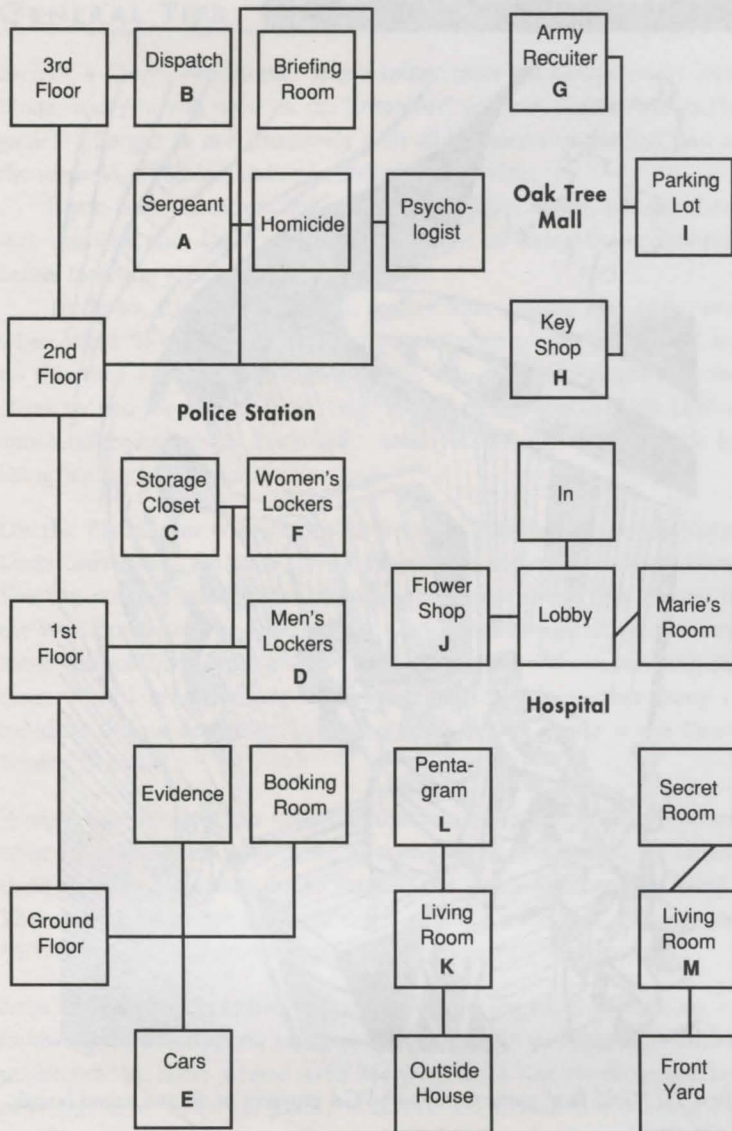 3rd
Floor
Dispatch
B
Briefing
Room
Army
Recuiter
G
Sergeant
A
Homicide
Psycho-
logist
Oak Tree
Mall
Parking
Lot
I
2nd
Floor
Key
Shop
H
Police Station
Storage
Closet
C
Women's
Lockers
F
In
1st
Floor
Men's
Lockers
D
Flower
Shop
J
Lobby
Marie's
Room
Hospital
Evidence
Booking
Room
Penta-
gram
L
Secret
Room
Ground
Floor
Living
Room
K
Living
Room
M
Cars
E
Outside
House
Front
Yard